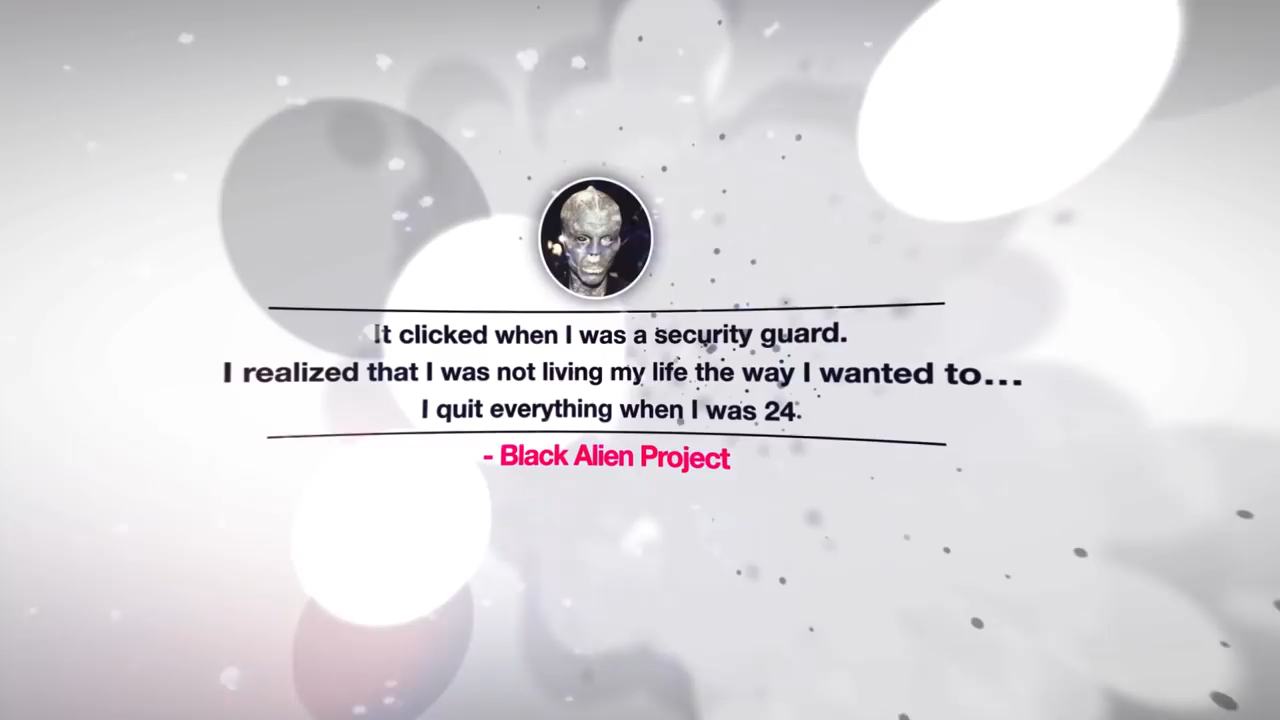 It clicked when I was a security guard.
I realized that I was not living my life the way I wanted to...
I quit everything when I was 24.
- Black Alien Project